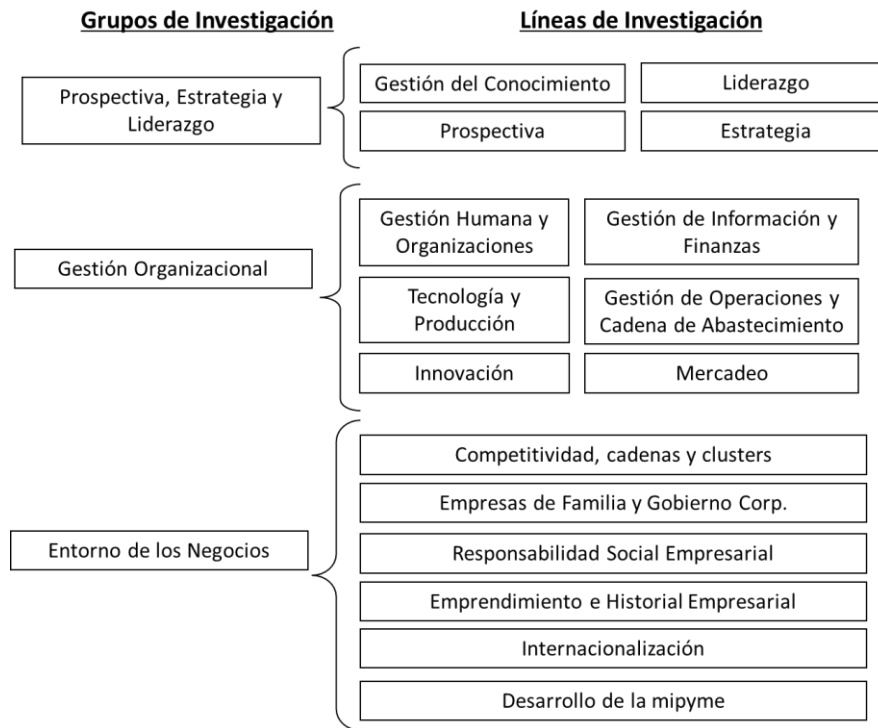 Grupos de Investigación
Líneas de Investigación
Prospectiva, Estrategia y
Liderazgo
Gestión del Conocimiento
Liderazgo
Prospectiva
Estrategia
Gestión Organizacional
Gestión Humana y
Organizaciones
Gestión de Información y
Finanzas
Tecnología y
Producción
Gestión de Operaciones y
Cadena de Abastecimiento
Innovación
Mercadeo
Entorno de los Negocios
Competitividad, cadenas y clusters
Empresas de Familia y Gobierno Corp.
Responsabilidad Social Empresarial
Emprendimiento e Historial Empresarial
Internacionalización
Desarrollo de la mipyme